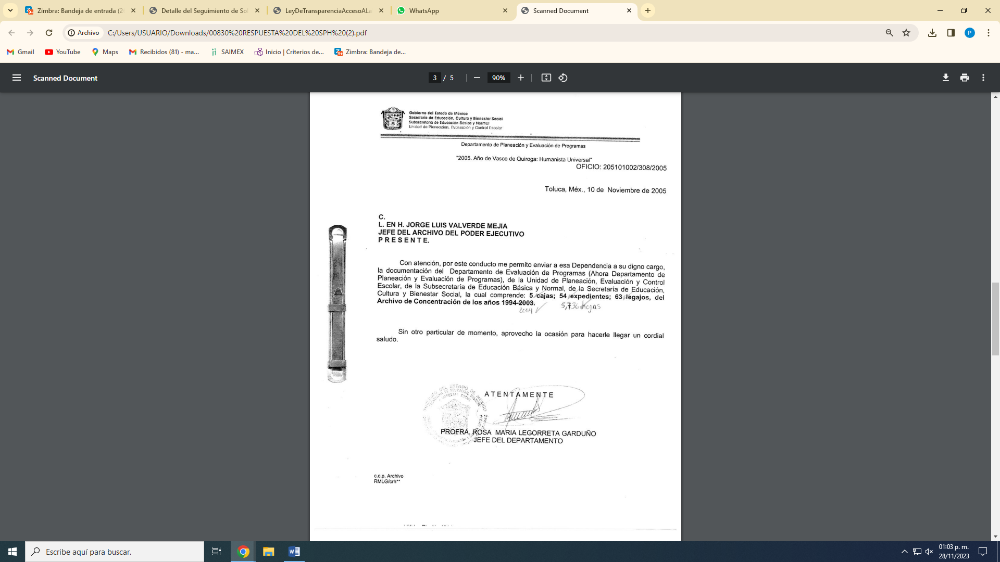 Zimbra: Bandeja de entrada (2
Detalle del Seguimiento de So
LeyDeTransparenciaAccesoALa
WhatsApp
Scanned Document
Archivo
C:/Users/USUARIO/Downloads/00830%20RESPUESTA%20DEL%20SPH%20(2).pdf
P
Gmail
YouTube
Maps
Recibidos (81) - ma...
SAIMEX
Inicio | Criterios de...
Zimbra: Bandeja de...
Scanned Document
3 / 5
90%
Gobierno del Estado de México
Secretaría de Educación, Cultura y Bienestar Social
Subsecretaría de Educación Básica y Normal
Unidad de Planeación, Evaluación y Control Escolar
Departamento de Planeación y Evaluación de Programas
"2005. Año de Vasco de Quiroga: Humanista Universal"
OFICIO: 205101002/308/2005
Toluca, Méx., 10 de Noviembre de 2005
C.
L. EN H. JORGE LUIS VALVERDE MEJIA
JEFE DEL ARCHIVO DEL PODER EJECUTIVO
P R E S E N T E.
Con atención, por este conducto me permito enviar a esa Dependencia a su digno cargo,
la documentación del Departamento de Evaluación de Programas (Ahora Departamento de
Planeación y Evaluación de Programas), de la Unidad de Planeación, Evaluación y Control
Escolar, de la Subsecretaría de Educación Básica y Normal, de la Secretaría de Educación,
Cultura y Bienestar Social, la cual comprende: 5 cajas; 54 expedientes; 63 legajos, del
Archivo de Concentración de los años 1994-2003.
2004 5,736 hojas
Sin otro particular de momento, aprovecho la ocasión para hacerle llegar un cordial
saludo.
A T E N T A M E N T E
PROFRA. ROSA MARIA LEGORRETA GARDUÑO
JEFE DEL DEPARTAMENTO
c.c.p. Archivo
RMLG/crh**
Escribe aquí para buscar.
01:03 p. m.
28/11/2023